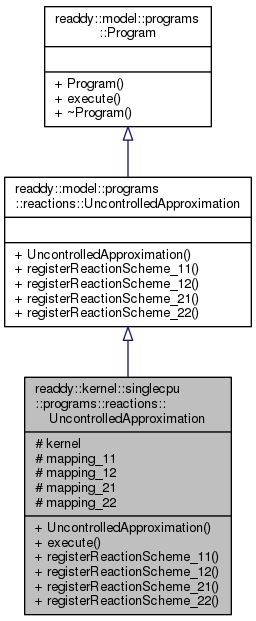 readdy::model::programs
::Program
+ Program()
+ execute()
+ ~Program()
readdy::model::programs
::reactions::UncontrolledApproximation
+ UncontrolledApproximation()
+ registerReactionScheme_11()
+ registerReactionScheme_12()
+ registerReactionScheme_21()
+ registerReactionScheme_22()
readdy::kernel::singlecpu
::programs::reactions::
UncontrolledApproximation
# kernel
# mapping_11
# mapping_12
# mapping_21
# mapping_22
+ UncontrolledApproximation()
+ execute()
+ registerReactionScheme_11()
+ registerReactionScheme_12()
+ registerReactionScheme_21()
+ registerReactionScheme_22()